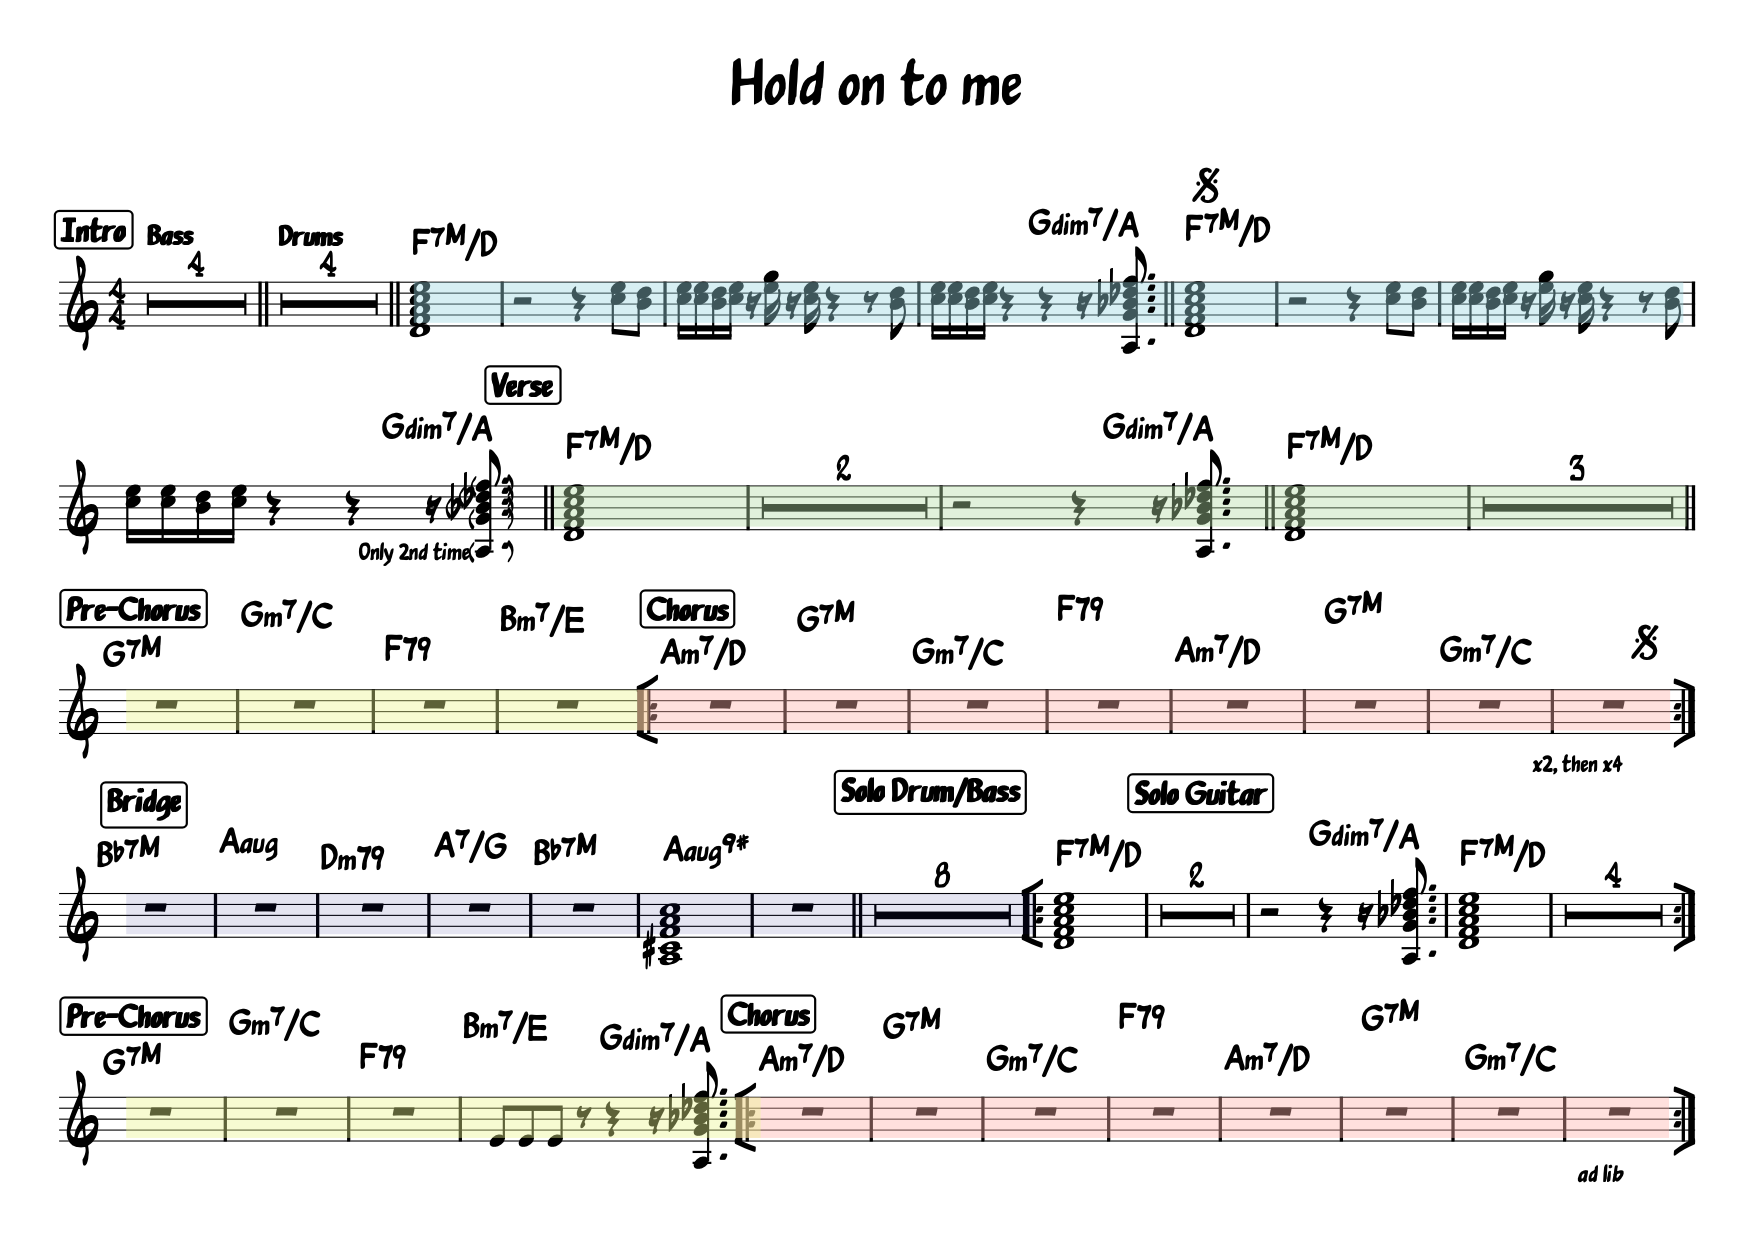 Hold on to me
Intro Bass Drums F7M/D Gdim7/A F7M/D
4 4
4
4
Verse
Gdim7/A F7M/D Gdim7/A F7M/D
2 3
Only 2nd time
Pre-Chorus Gm7/C Bm7/E Chorus G7M F79 G7M
G7M F79 Am7/D Gm7/C Am7/D Gm7/C
x2, then x4
Bridge Solo Drum/Bass Solo Guitar
Bb7M Aaug Dm79 A7/G Bb7M Aaug9# F7M/D Gdim7/A F7M/D
8 2 4
Pre-Chorus Gm7/C Bm7/E Gdim7/A Chorus G7M F79 G7M
G7M F79 Am7/D Gm7/C Am7/D Gm7/C
ad lib